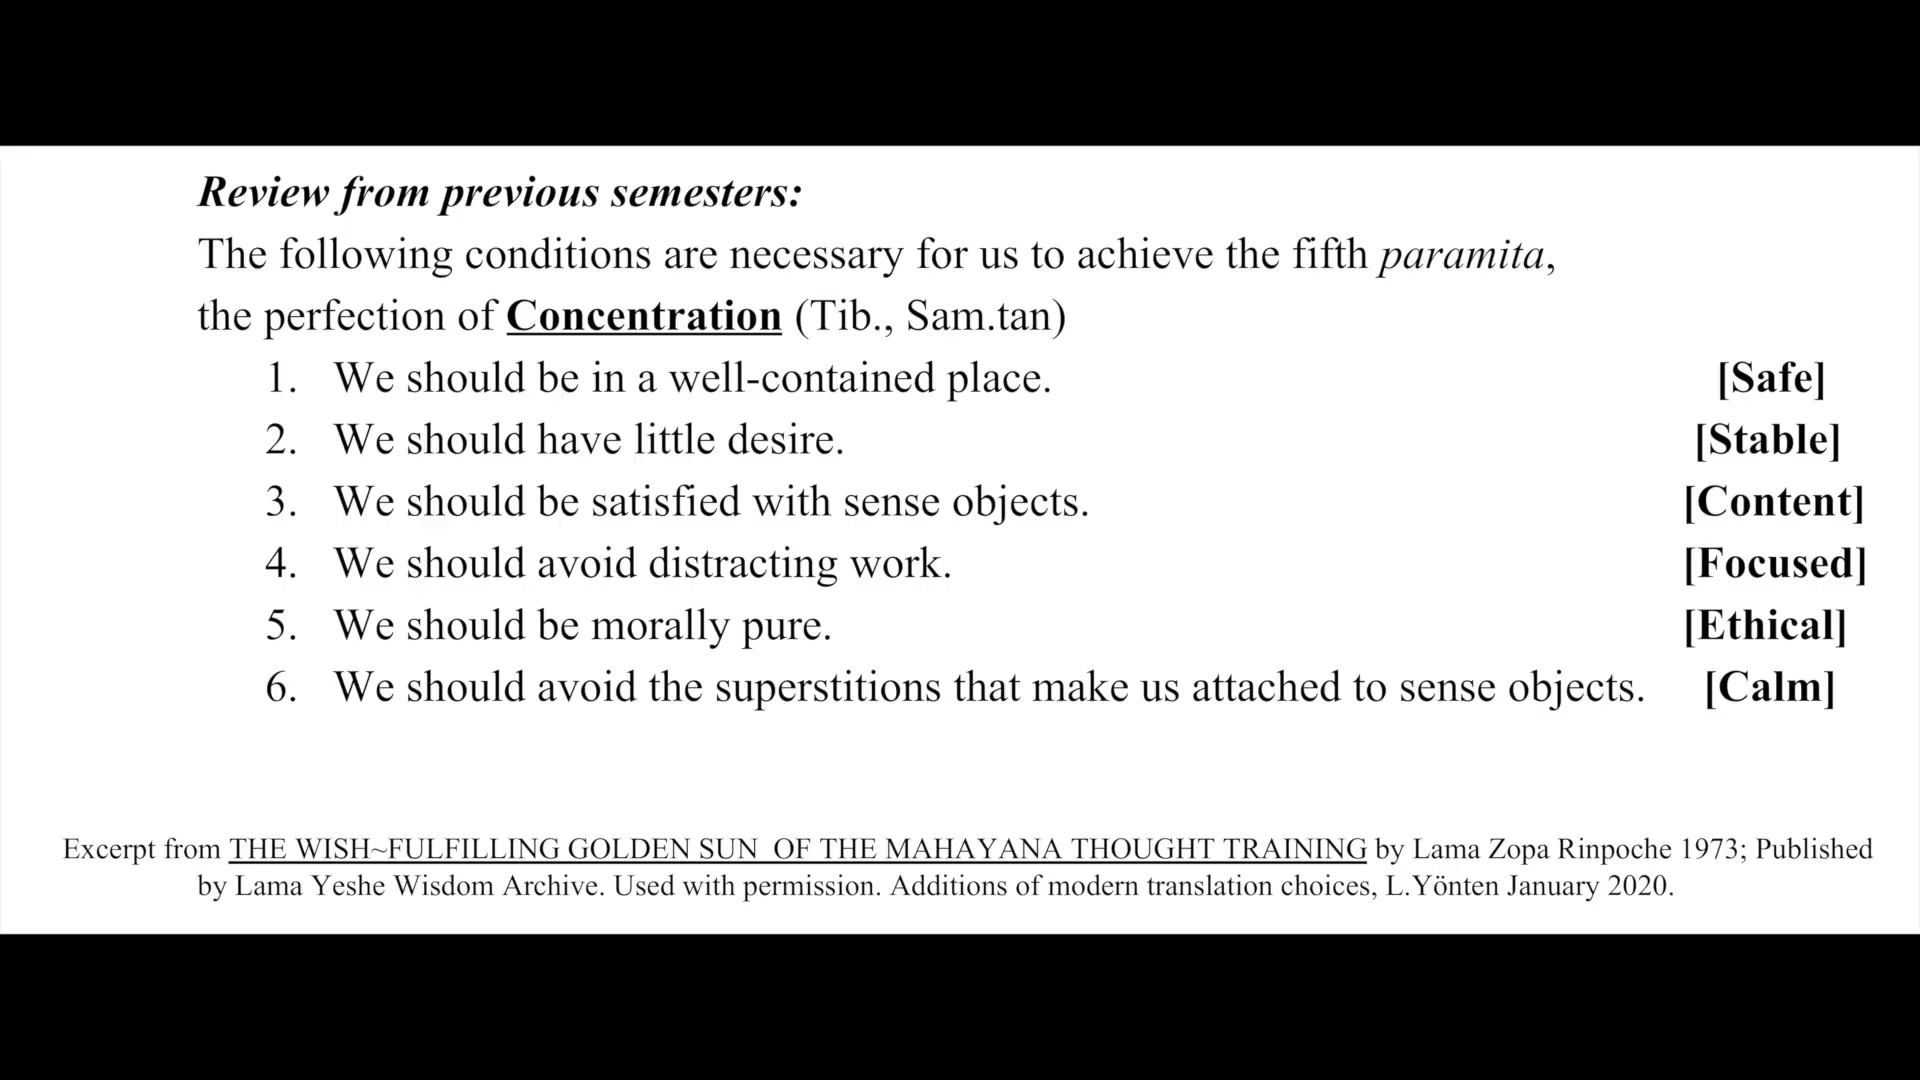 Review from previous semesters:
The following conditions are necessary for us to achieve the fifth paramita,
the perfection of Concentration (Tib., Sam.tan)
1. We should be in a well-contained place. [Safe]
2. We should have little desire. [Stable]
3. We should be satisfied with sense objects. [Content]
4. We should avoid distracting work. [Focused]
5. We should be morally pure. [Ethical]
6. We should avoid the superstitions that make us attached to sense objects. [Calm]
Excerpt from THE WISH~FULFILLING GOLDEN SUN OF THE MAHAYANA THOUGHT TRAINING by Lama Zopa Rinpoche 1973; Published
by Lama Yeshe Wisdom Archive. Used with permission. Additions of modern translation choices, L.Yönten January 2020.